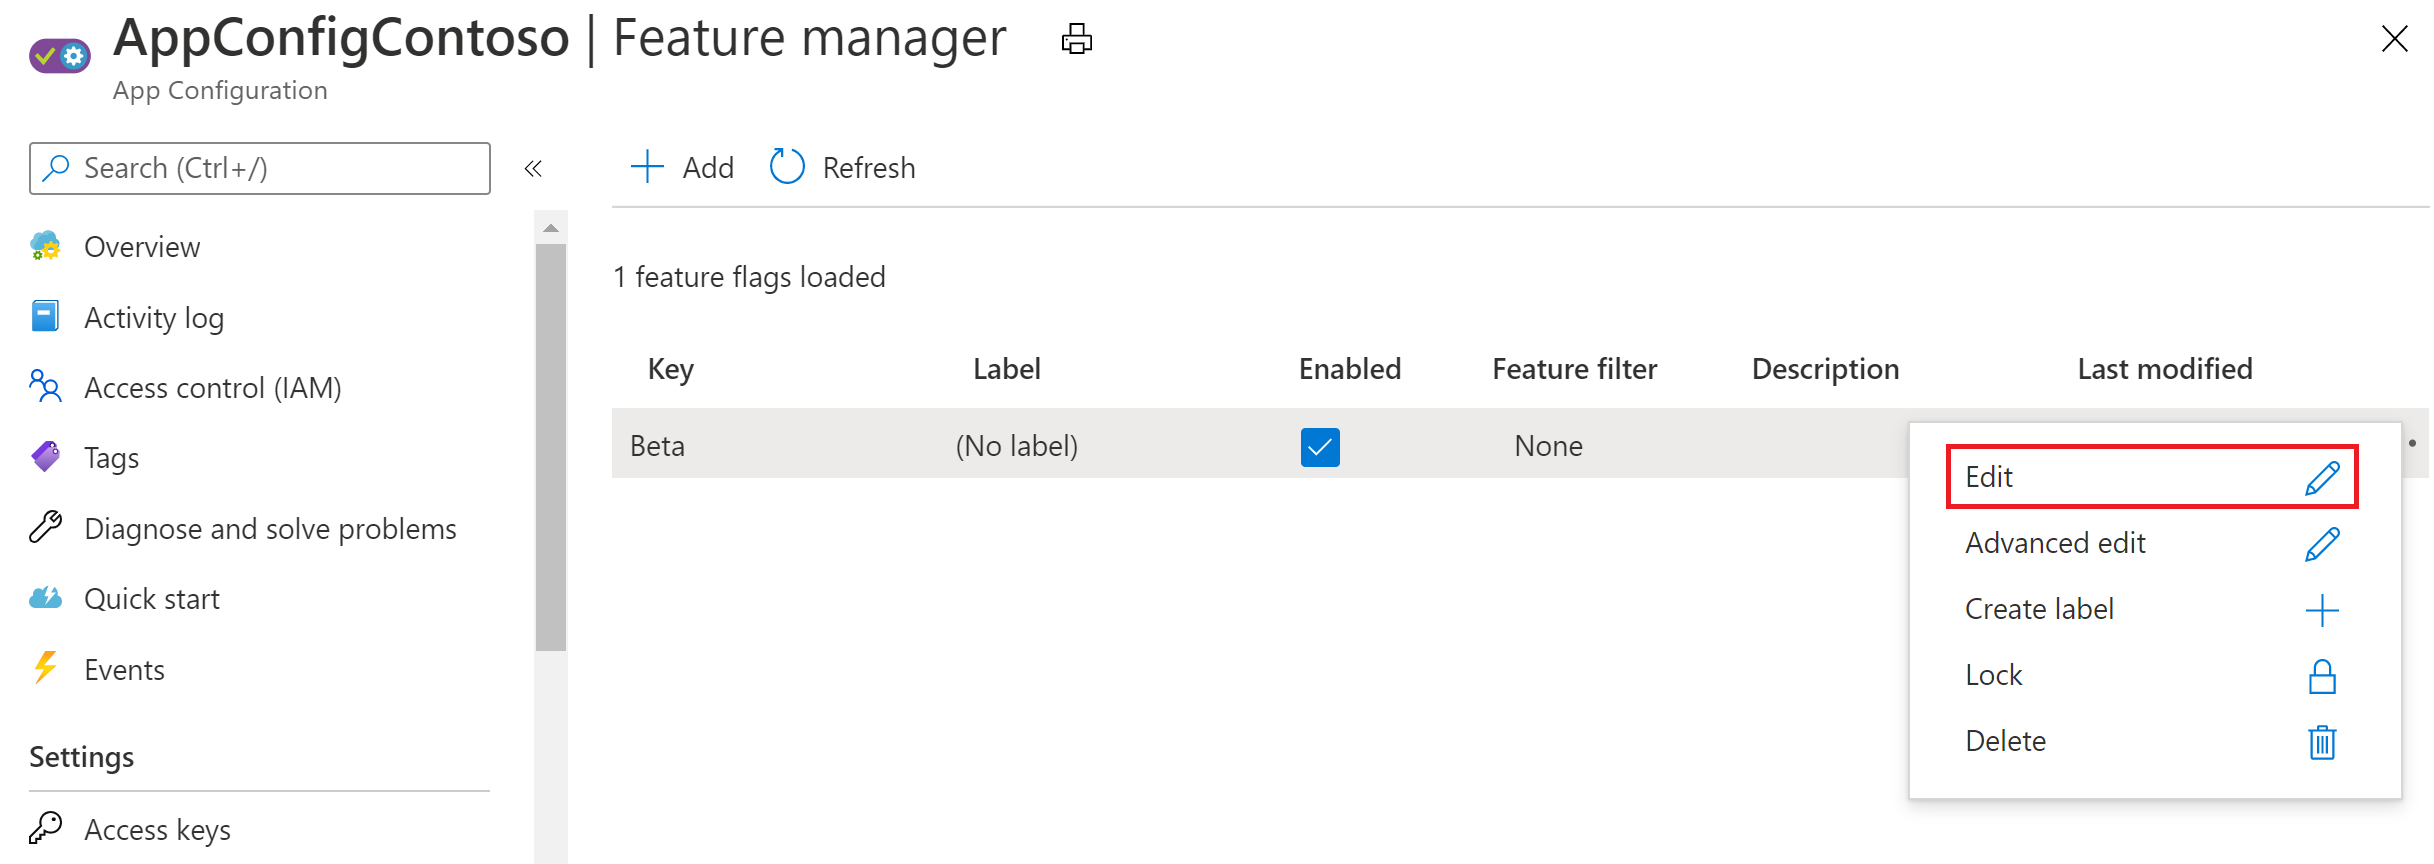 AppConfigContoso | Feature manager
App Configuration
Search (Ctrl+/)
«
Add
Refresh
Overview
Activity log
Access control (IAM)
Tags
Diagnose and solve problems
Quick start
Events
Settings
Access keys
1 feature flags loaded
Key Label Enabled Feature filter Description Last modified
Beta (No label) None
Edit
Advanced edit
Create label
Lock
Delete